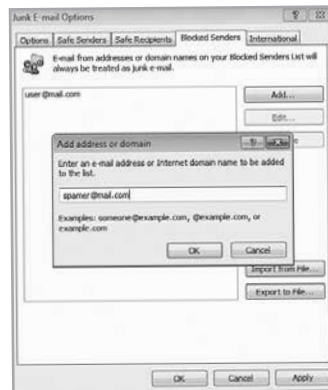 Junk E-mail Options
Options Safe Senders Safe Recipients Blocked Senders International
E-mail from addresses or domain names on your Blocked Senders List will
always be treated as junk e-mail.
user@mail.com
Add...
Edit...
Add address or domain
Enter an e-mail address or Internet domain name to be added
to the list.
spamer@mail.com
Examples: someone@example.com, @example.com, or
example.com
OK Cancel
Import from File...
Export to File...
OK Cancel Apply